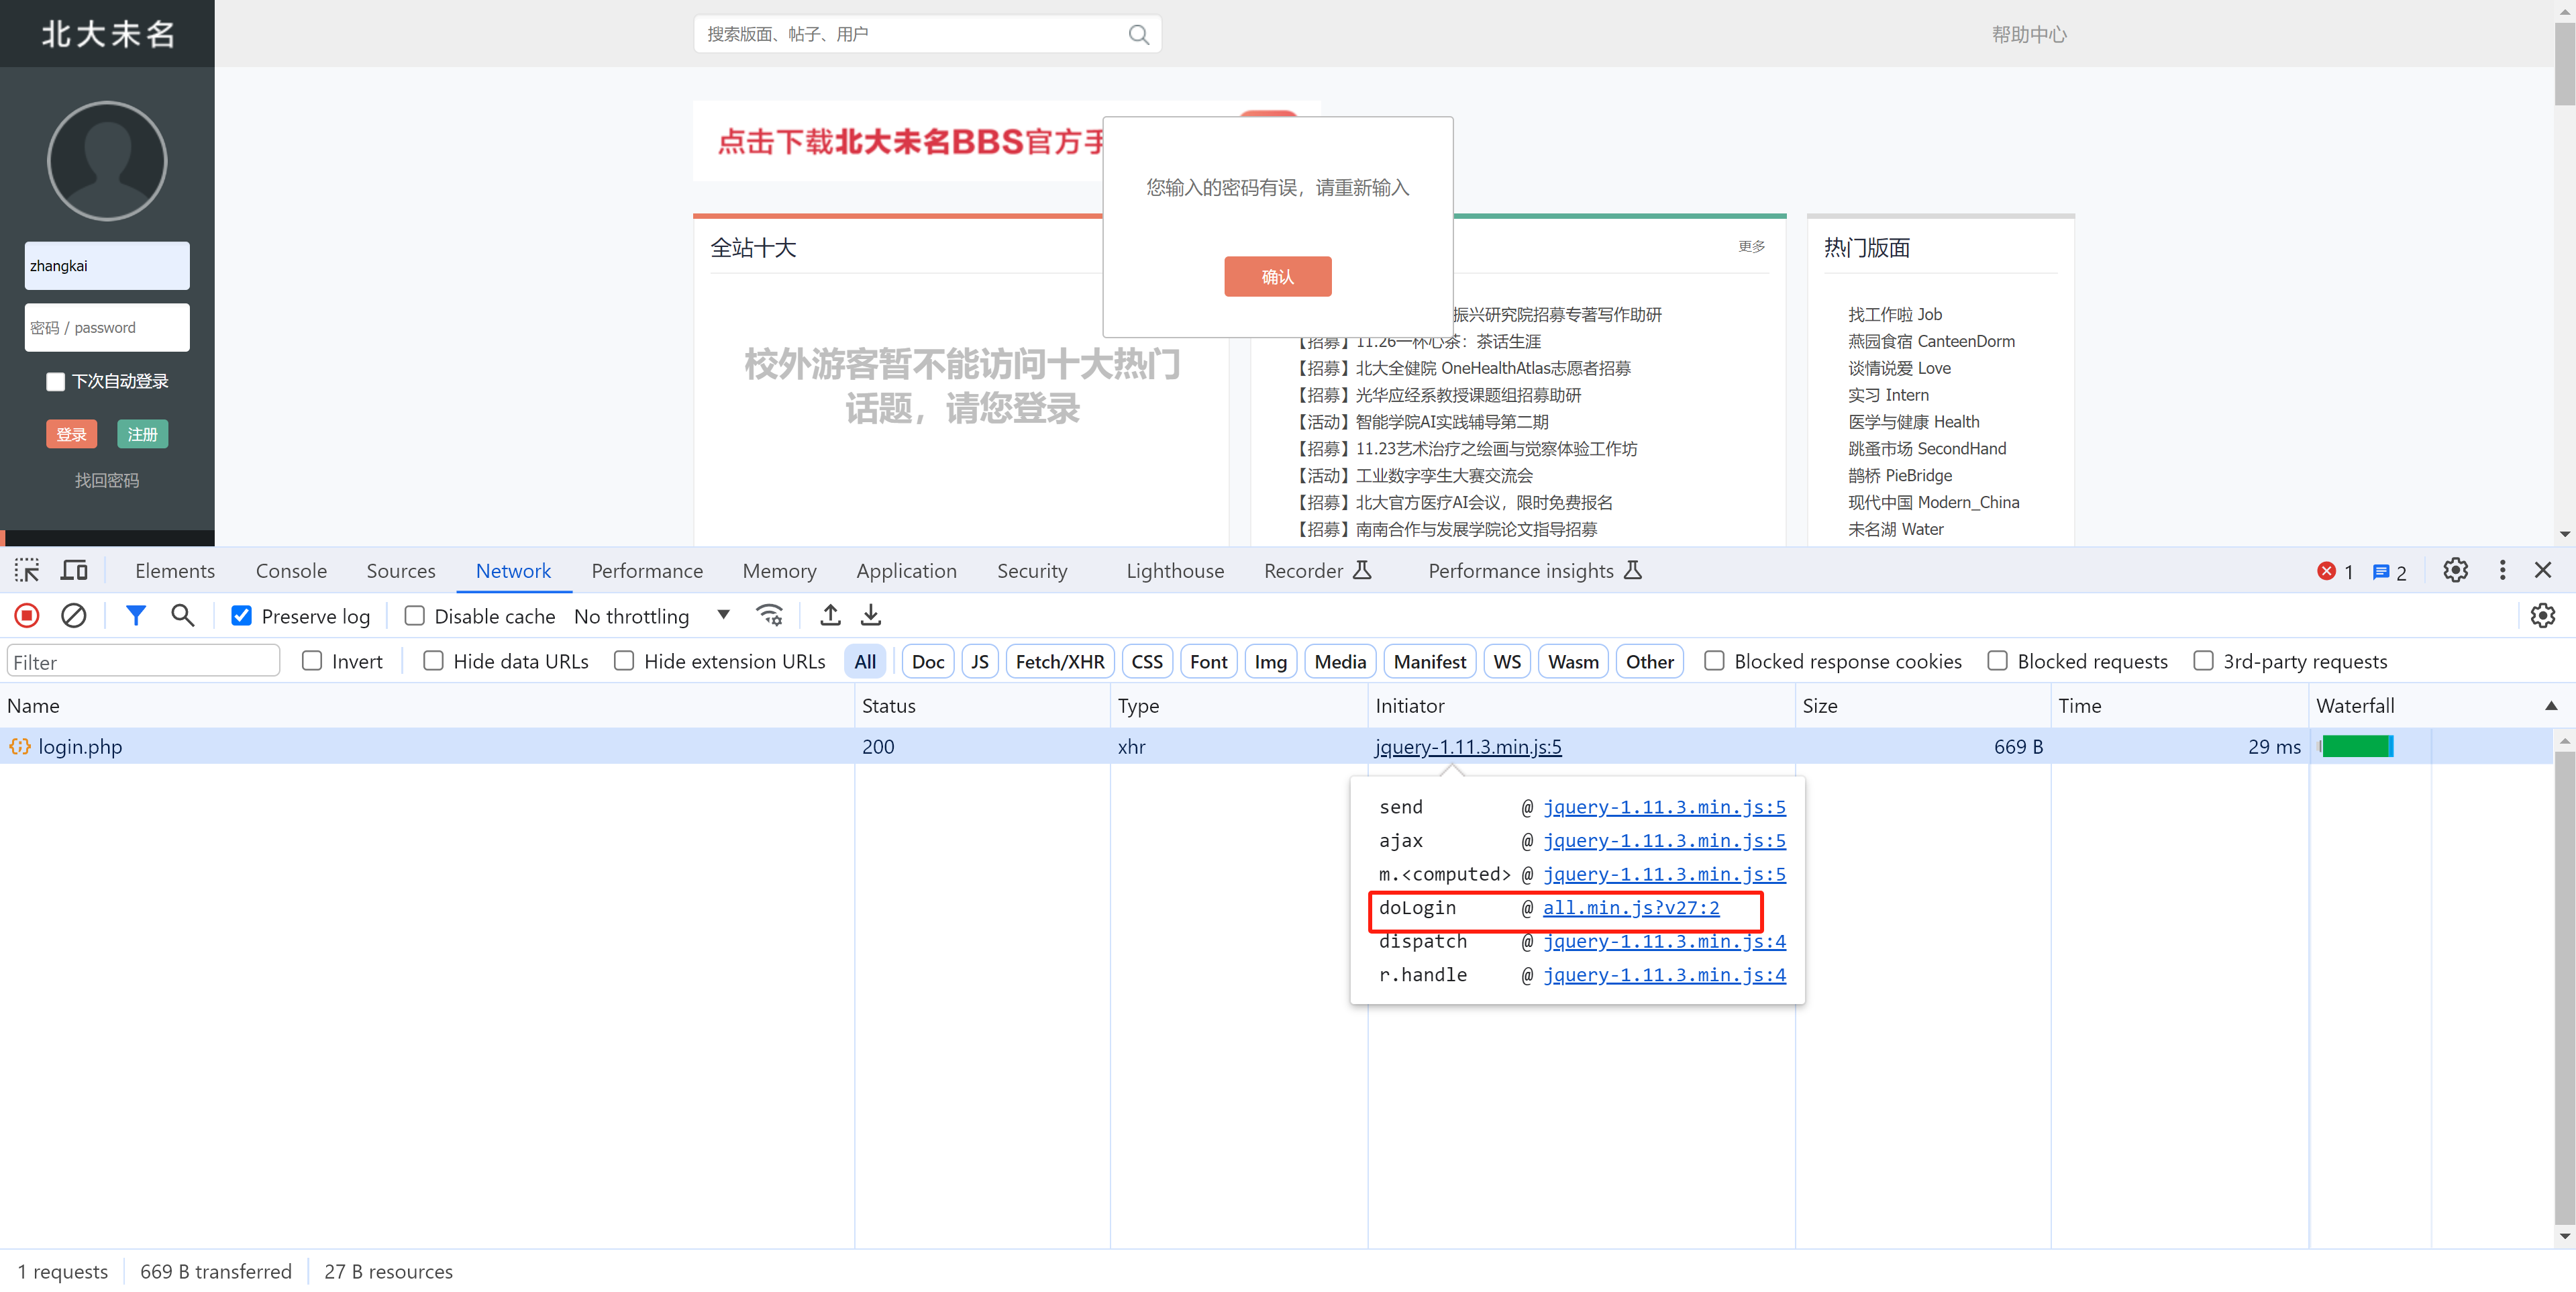 北大未名
搜索版面、帖子、用户
帮助中心
点击下载北大未名BBS官方手
您输入的密码有误，请重新输入
确认
zhangkai
密码 / password
下次自动登录
登录
注册
找回密码
全站十大
校外游客暂不能访问十大热门
话题，请您登录
更多
振兴研究院招募专著写作助研
【招募】11.26一杯心茶：茶话生涯
【招募】北大全健院 OneHealthAtlas志愿者招募
【招募】光华应经系教授课题组招募助研
【活动】智能学院AI实践辅导第二期
【招募】11.23艺术治疗之绘画与觉察体验工作坊
【活动】工业数字孪生大赛交流会
【招募】北大官方医疗AI会议，限时免费报名
【招募】南南合作与发展学院论文指导招募
热门版面
找工作啦 Job
燕园食宿 CanteenDorm
谈情说爱 Love
实习 Intern
医学与健康 Health
跳蚤市场 SecondHand
鹊桥 PieBridge
现代中国 Modern_China
未名湖 Water
Elements Console Sources Network Performance Memory Application Security Lighthouse Recorder Performance insights 1 2
Preserve log Disable cache No throttling
Filter Invert Hide data URLs Hide extension URLs All Doc JS Fetch/XHR CSS Font Img Media Manifest WS Wasm Other Blocked response cookies Blocked requests 3rd-party requests
Name Status Type Initiator Size Time Waterfall
login.php 200 xhr jquery-1.11.3.min.js:5 669 B 29 ms
send @ jquery-1.11.3.min.js:5
ajax @ jquery-1.11.3.min.js:5
m.<computed> @ jquery-1.11.3.min.js:5
doLogin @ all.min.js?v27:2
dispatch @ jquery-1.11.3.min.js:4
r.handle @ jquery-1.11.3.min.js:4
1 requests 669 B transferred 27 B resources